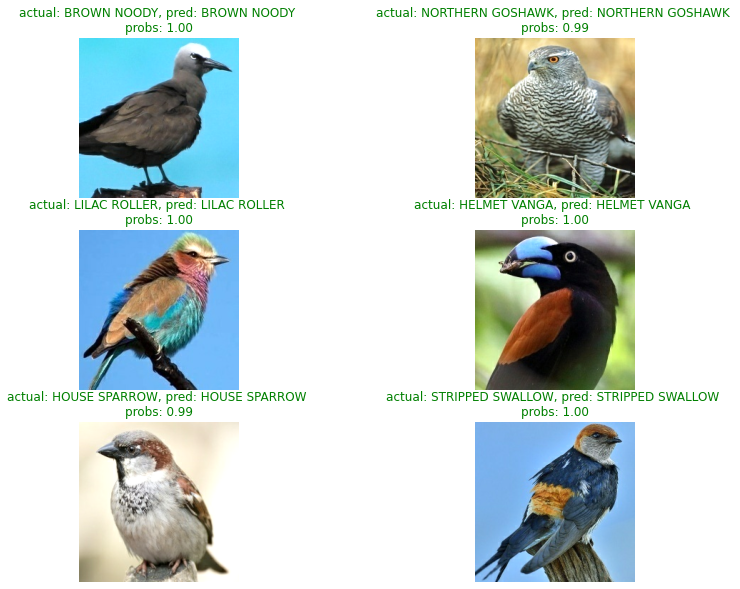 actual: BROWN NOODY, pred: BROWN NOODY
probs: 1.00
actual: NORTHERN GOSHAWK, pred: NORTHERN GOSHAWK
probs: 0.99
actual: LILAC ROLLER, pred: LILAC ROLLER
probs: 1.00
actual: HELMET VANGA, pred: HELMET VANGA
probs: 1.00
actual: HOUSE SPARROW, pred: HOUSE SPARROW
probs: 0.99
actual: STRIPPED SWALLOW, pred: STRIPPED SWALLOW
probs: 1.00